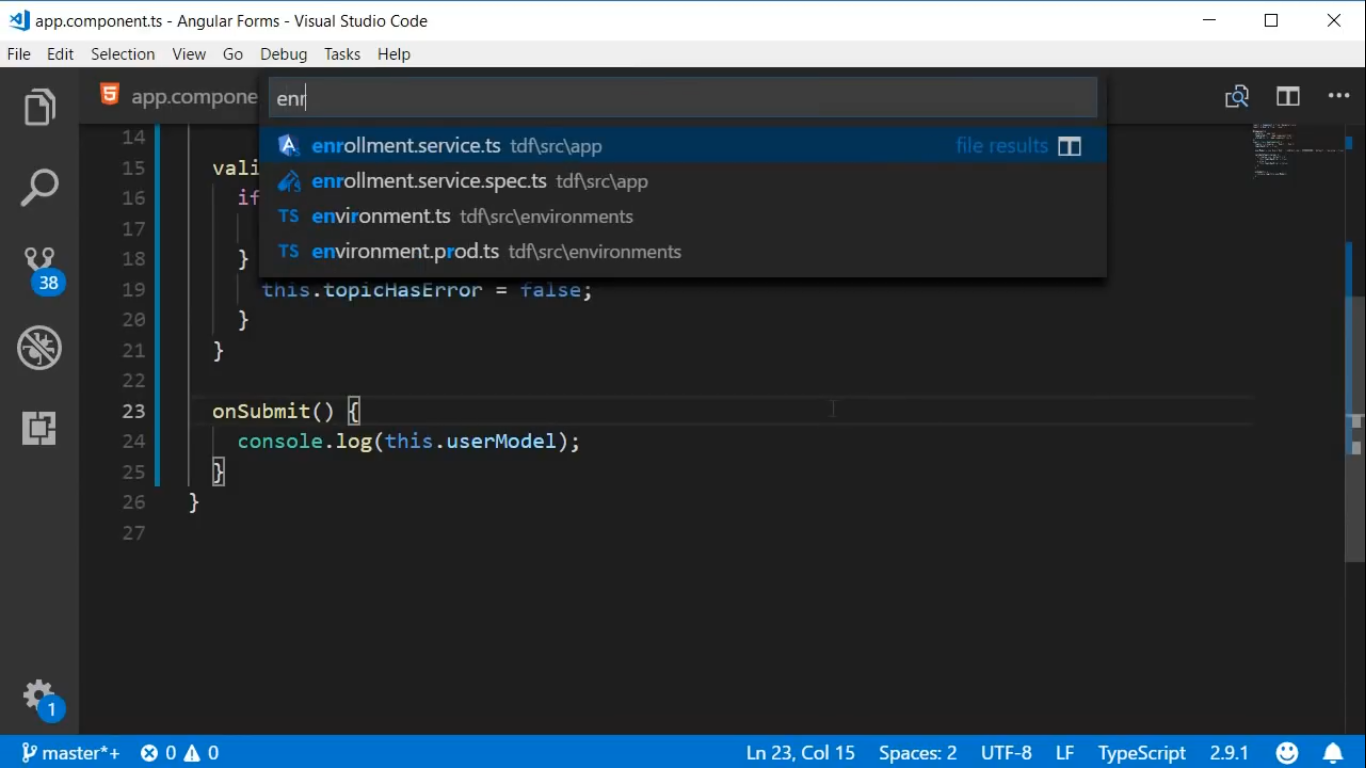 app.component.ts - Angular Forms - Visual Studio Code
File Edit Selection View Go Debug Tasks Help
app.compone
enr
enrollment.service.ts tdf\src\app file results
enrollment.service.spec.ts tdf\src\app
TS environment.ts tdf\src\environments
TS environment.prod.ts tdf\src\environments
14
15 vali
16 if
17
18 }
19 this.topicHasError = false;
20 }
21 }
22
23 onSubmit() {
24 console.log(this.userModel);
25 }
26 }
27
38
1
master*+ 0 0 Ln 23, Col 15 Spaces: 2 UTF-8 LF TypeScript 2.9.1